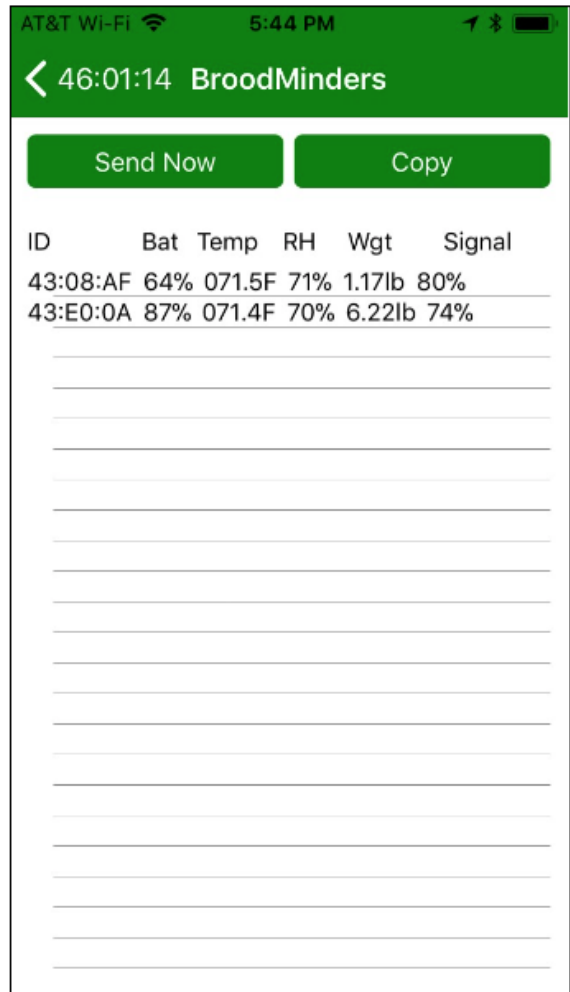 AT&T Wi-Fi 5:44 PM
46:01:14 BroodMinders
Send Now Copy
ID Bat Temp RH Wgt Signal
43:08:AF 64% 071.5F 71% 1.17lb 80%
43:E0:0A 87% 071.4F 70% 6.22lb 74%